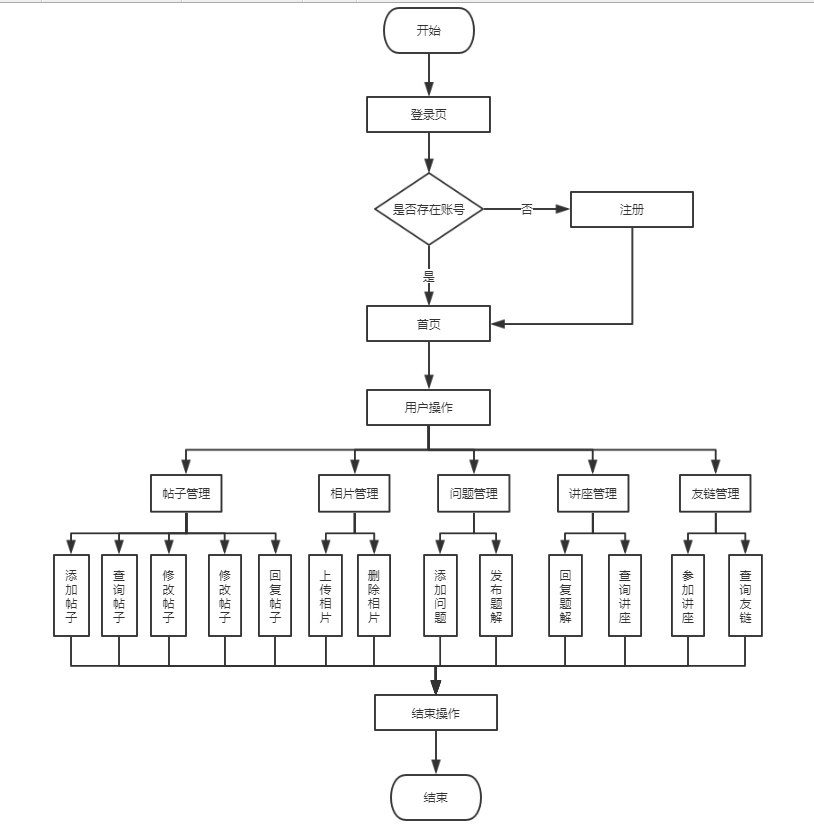 开始
登录页
是否存在账号
否
注册
是
首页
用户操作
帖子管理
相片管理
问题管理
讲座管理
友链管理
添加帖子
查询帖子
修改帖子
修改帖子
回复帖子
上传相片
删除相片
添加问题
发布题解
回复题解
查询讲座
参加讲座
查询友链
结束操作
结束